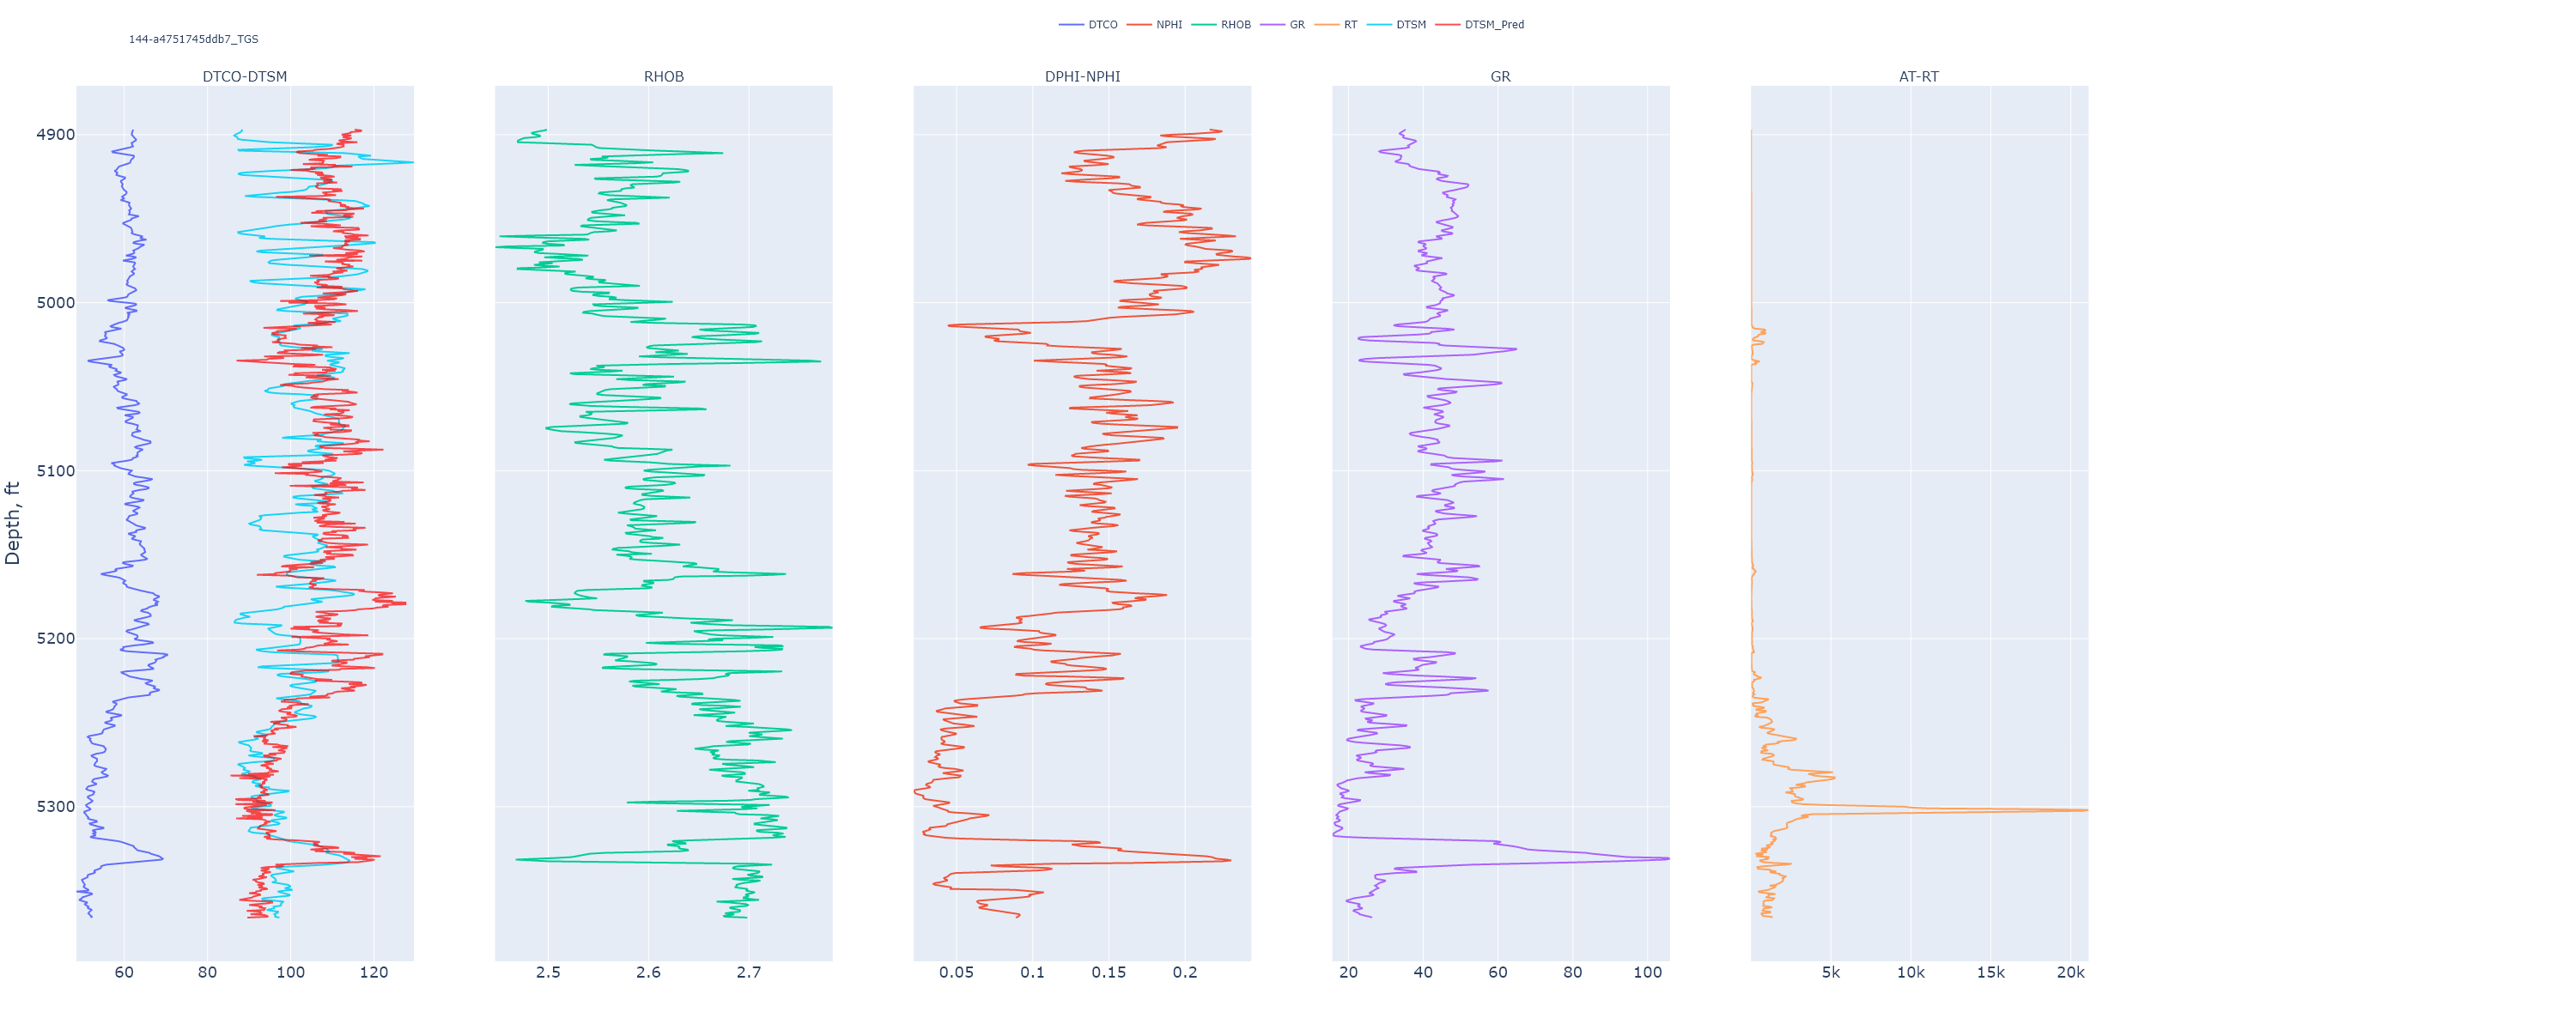 DTCO NPHI RHOB GR RT DTSM DTSM_Pred
144-a4751745ddb7_TGS
DTCO-DTSM RHOB DPHI-NPHI GR AT-RT
Depth, ft
4900
5000
5100
5200
5300
60 80 100 120 2.5 2.6 2.7 0.05 0.1 0.15 0.2 20 40 60 80 100 5k 10k 15k 20k